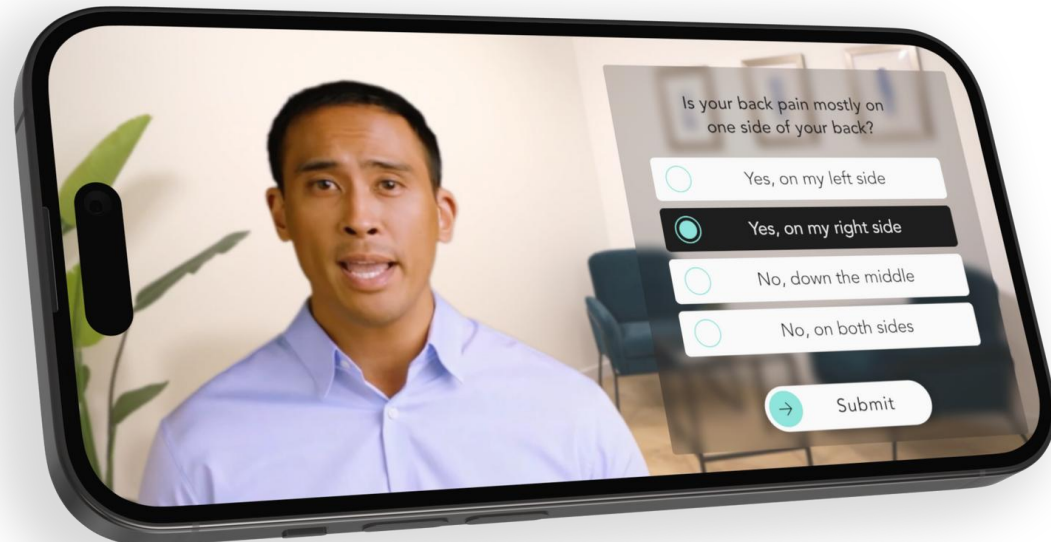 Is your back pain mostly on
one side of your back?
Yes, on my left side
Yes, on my right side
No, down the middle
No, on both sides
Submit